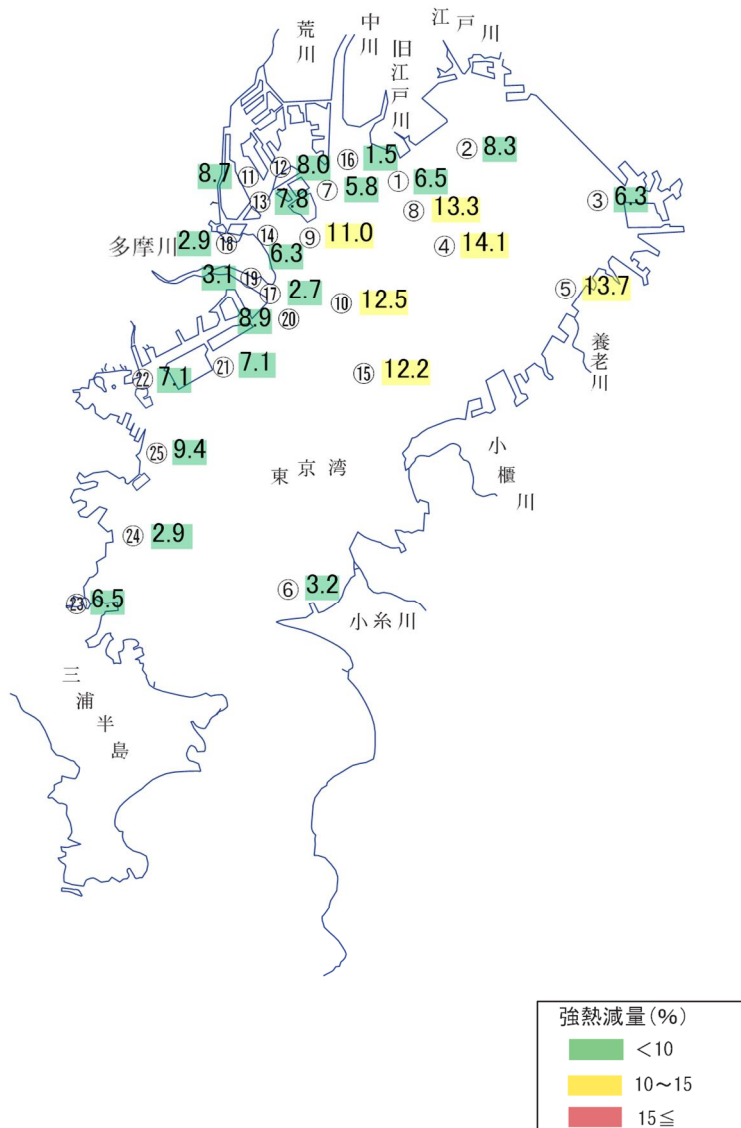 荒川
中川
旧江戸川
江戸川
② 8.3
8.7 ⑪
⑫ 8.0
⑯ 1.5
① 6.5
③ 6.3
⑬ 7.8
⑦ 5.8
⑧ 13.3
多摩川
2.9 ⑱
⑭ 6.3
⑨ 11.0
④ 14.1
3.1 ⑲
⑰ 2.7
⑩ 12.5
⑤ 13.7
8.9 ⑳
養老川
㉒ 7.1
㉑ 7.1
⑮ 12.2
㉕ 9.4
東京湾
小櫃川
㉔ 2.9
㉓ 6.5
⑥ 3.2
小糸川
三浦半島
強熱減量(%)
<10
10~15
15≦